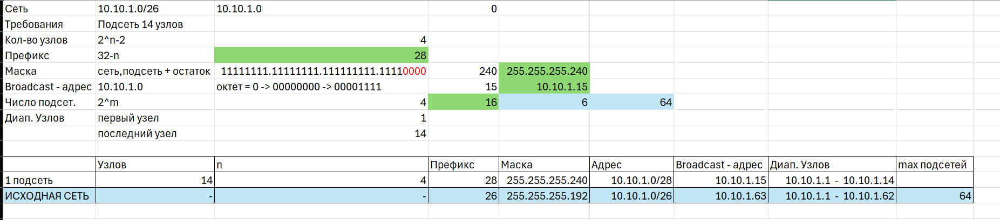 Сеть 10.10.1.0/26 10.10.1.0 0
Требования Подсеть 14 узлов
Кол-во узлов 2^n-2 4
Префикс 32-n 28
Маска сеть,подсеть + остаток 11111111.11111111.111111111.11110000 240 255.255.255.240
Broadcast - адрес 10.10.1.0 октет = 0 -> 00000000 -> 00001111 15 10.10.1.15
Число подсет. 2^m 4 16 6 64
Диап. Узлов первый узел 1
последний узел 14
Узлов n Префикс Маска Адрес Broadcast - адрес Диап. Узлов max подсетей
1 подсеть 14 4 28 255.255.255.240 10.10.1.0/28 10.10.1.15 10.10.1.1 - 10.10.1.14
ИСХОДНАЯ СЕТЬ - - 26 255.255.255.192 10.10.1.0/26 10.10.1.63 10.10.1.1 - 10.10.1.62 64